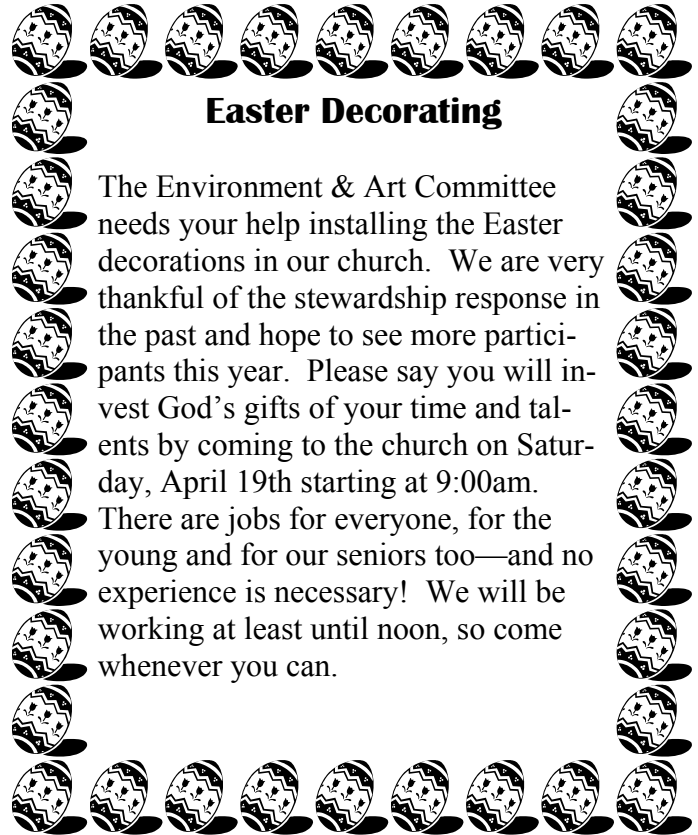 Easter Decorating
The Environment & Art Committee
needs your help installing the Easter
decorations in our church.  We are very
thankful of the stewardship response in
the past and hope to see more partici-
pants this year.  Please say you will in-
vest God’s gifts of your time and tal-
ents by coming to the church on Satur-
day, April 19th starting at 9:00am.
There are jobs for everyone, for the
young and for our seniors too—and no
experience is necessary!  We will be
working at least until noon, so come
whenever you can.